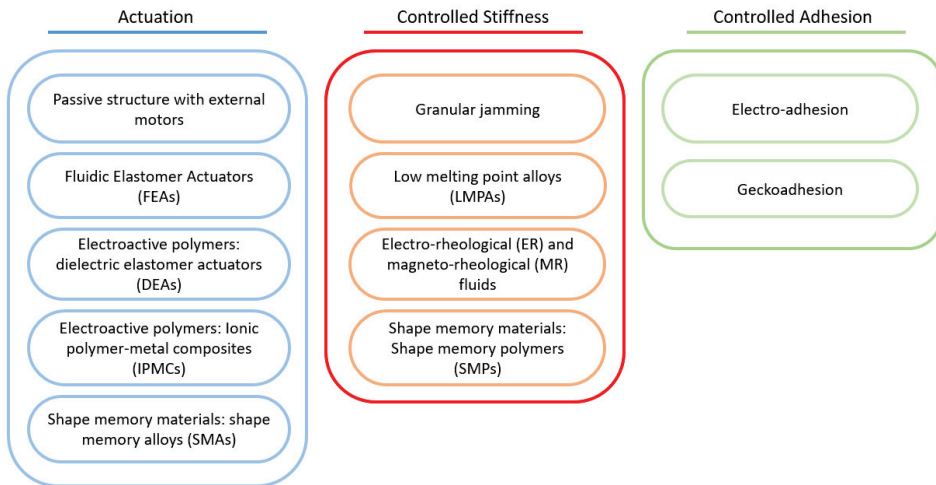 Actuation
Passive structure with external
motors
Fluidic Elastomer Actuators
(FEAs)
Electroactive polymers:
dielectric elastomer actuators
(DEAs)
Electroactive polymers: Ionic
polymer-metal composites
(IPMCs)
Shape memory materials: shape
memory alloys (SMAs)
Controlled Stiffness
Granular jamming
Low melting point alloys
(LMPAs)
Electro-rheological (ER) and
magneto-rheological (MR)
fluids
Shape memory materials:
Shape memory polymers
(SMPs)
Controlled Adhesion
Electro-adhesion
Geckoadhesion